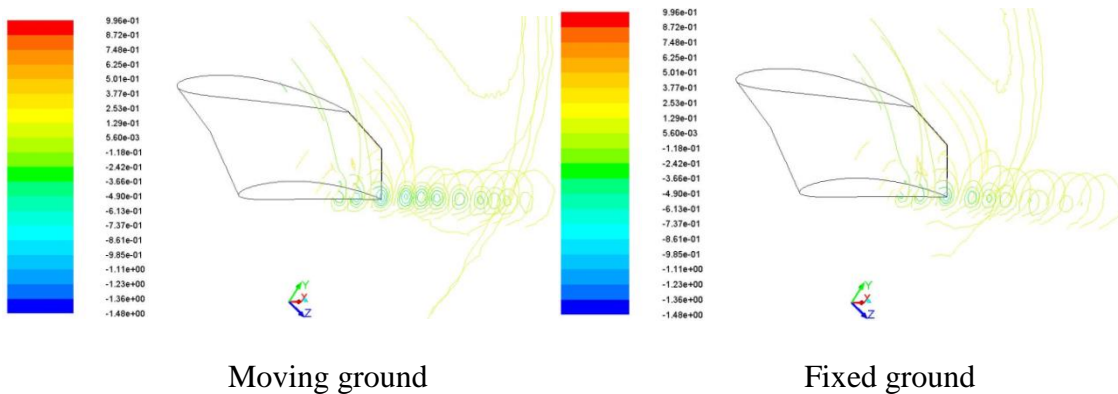 9.96e-01
8.72e-01
7.48e-01
6.25e-01
5.01e-01
3.77e-01
2.53e-01
1.29e-01
5.60e-03
-1.18e-01
-2.42e-01
-3.66e-01
-4.90e-01
-6.13e-01
-7.37e-01
-8.61e-01
-9.85e-01
-1.11e+00
-1.23e+00
-1.36e+00
-1.48e+00
Y
X
Z
Moving ground
9.96e-01
8.72e-01
7.48e-01
6.25e-01
5.01e-01
3.77e-01
2.53e-01
1.29e-01
5.60e-03
-1.18e-01
-2.42e-01
-3.66e-01
-4.90e-01
-6.13e-01
-7.37e-01
-8.61e-01
-9.85e-01
-1.11e+00
-1.23e+00
-1.36e+00
-1.48e+00
Y
X
Z
Fixed ground